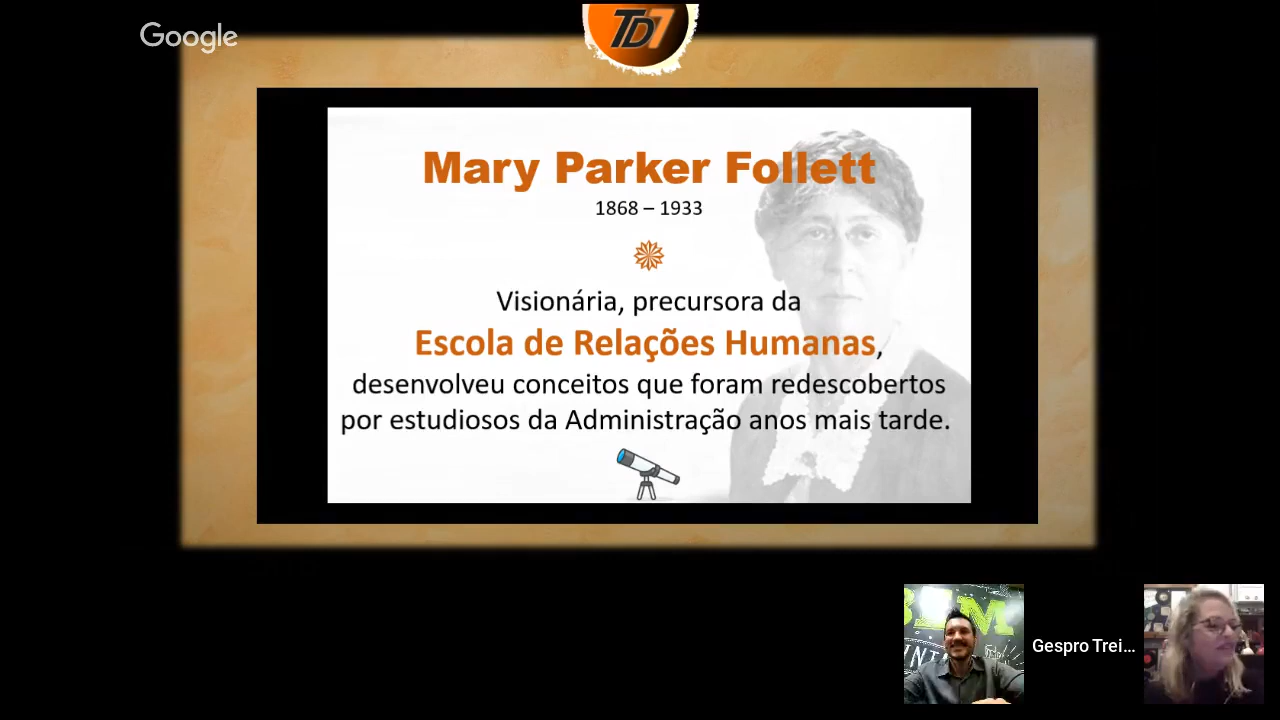 Google
TD7
Mary Parker Follett
1868 – 1933
Visionária, precursora da
Escola de Relações Humanas,
desenvolveu conceitos que foram redescobertos
por estudiosos da Administração anos mais tarde.
Gespro Trei...